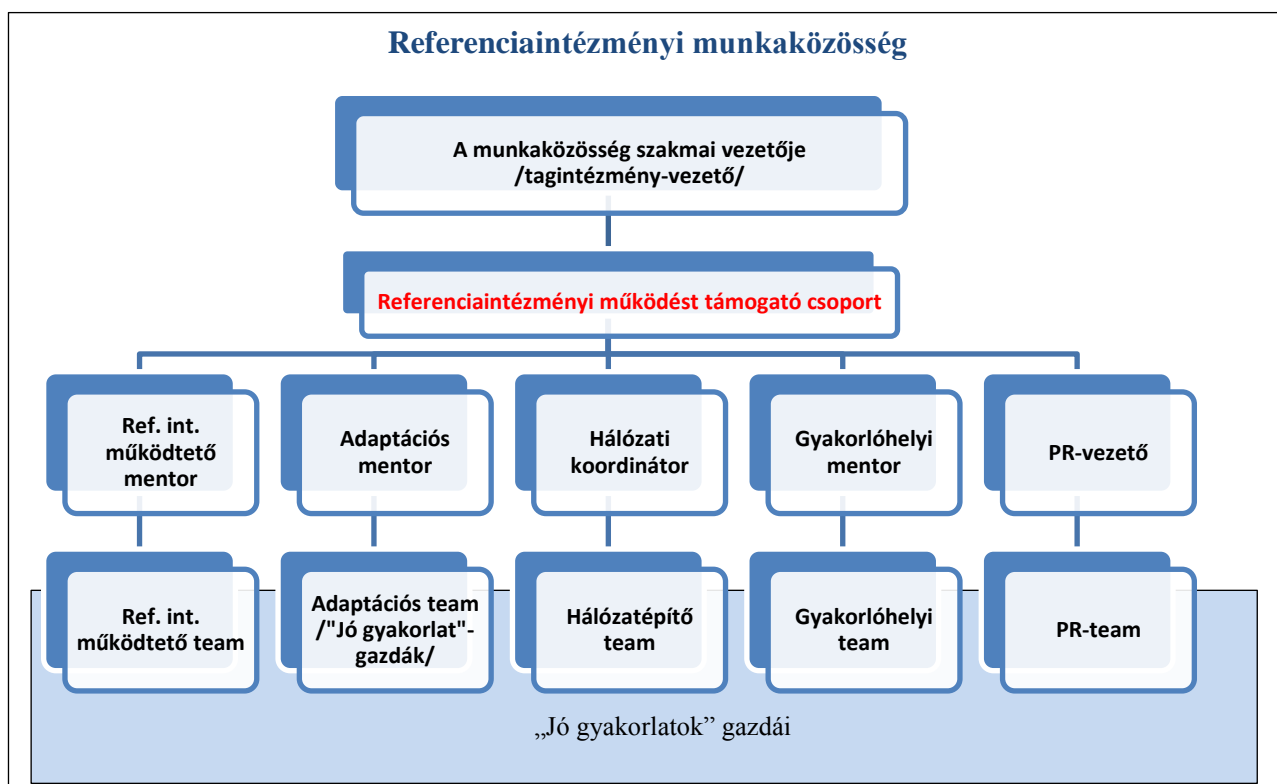 Referenciaintézményi munkaközösség
A munkaközösség szakmai vezetője
/tagintézmény-vezető/
Referenciaintézményi működést támogató csoport
Ref. int.
működtető
mentor
Adaptációs
mentor
Hálózati
koordinátor
Gyakorlóhelyi
mentor
PR-vezető
Ref. int.
működtető team
Adaptációs team
/"Jó gyakorlat"-
gazdák/
Hálózatépítő
team
Gyakorlóhelyi
team
PR-team
„Jó gyakorlatok” gazdái